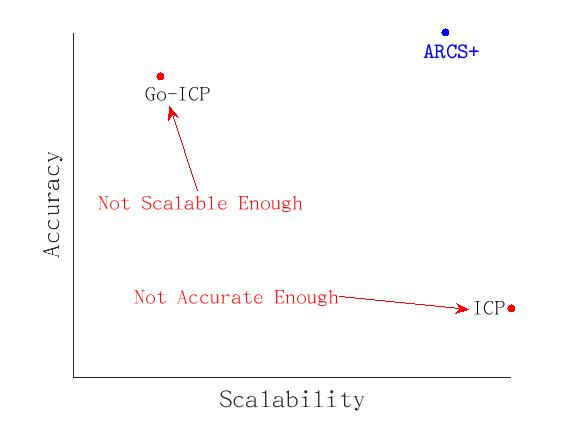 ARCS+
Go-ICP
Not Scalable Enough
Accuracy
Not Accurate Enough
ICP
Scalability